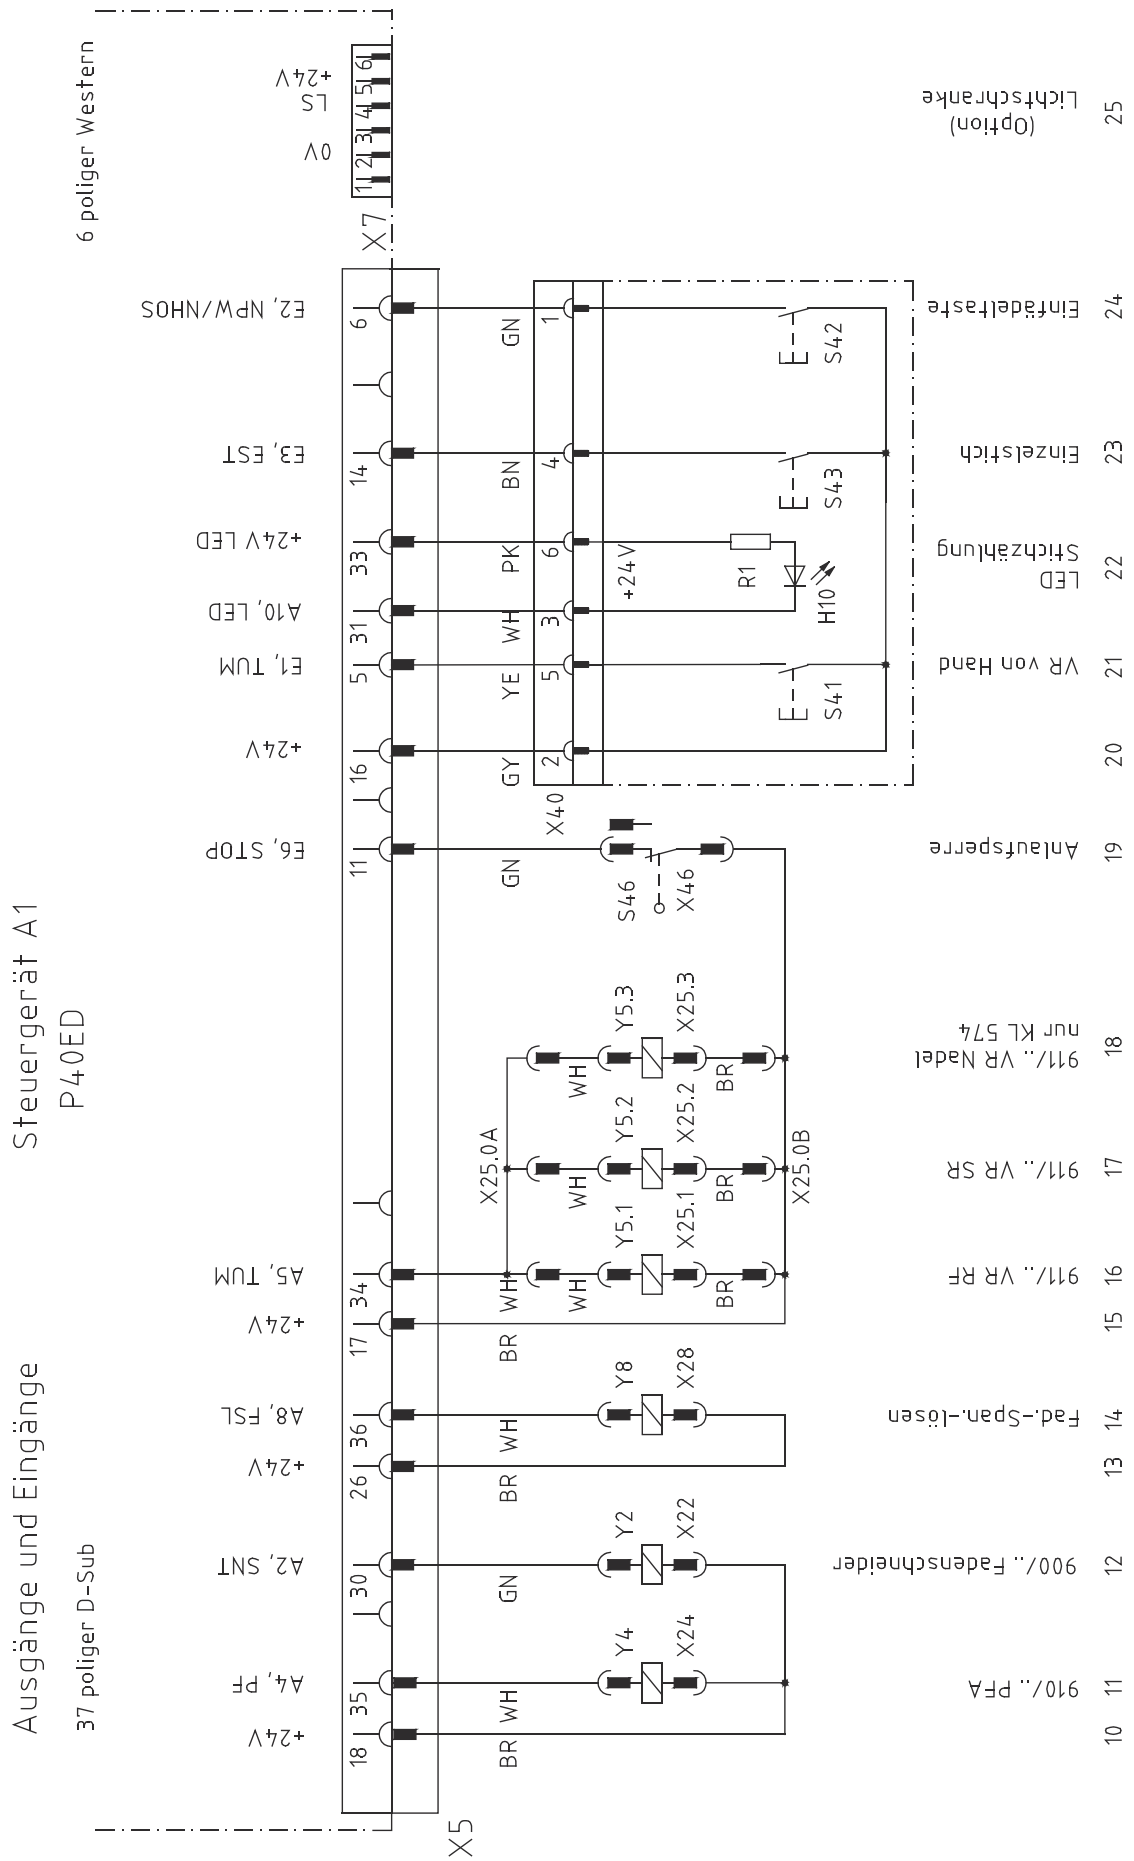 Ausgänge und Eingänge
Steuergerät A1
P40ED
37 poliger D-Sub
6 poliger Western
+24V
A4, PF
A2, SNT
+24V
A8, FSL
+24V
A5, TUM
E6, STOP
+24V
E1, TUM
A10, LED
+24V LED
E3, EST
E2, NPW/NHOS
0V
LS
+24V
18
35
30
26
36
17
34
11
16
5
31
33
14
6
X7
1
2
3
4
5
6
X5
BR
WH
GN
BR
WH
BR
WH
GN
GY
YE
WH
PK
BN
GN
X25.0A
X40
2
5
3
6
4
1
WH
WH
WH
Y4
Y2
Y8
Y5.1
Y5.2
Y5.3
S46
+24V
X24
X22
X28
X25.1
X25.2
X25.3
X46
BR
BR
BR
R1
X25.0B
S41
H10
S43
S42
910/.. PFA
900/.. Fadenschneider
Fad.-Span.-lösen
911/.. VR RF
911/.. VR SR
911/.. VR Nadel
nur KL 574
Anlaufsperre
VR von Hand
LED
Stichzählung
Einzelstich
Einfädeltaste
Lichtschranke
(Option)
10
11
12
13
14
15
16
17
18
19
20
21
22
23
24
25